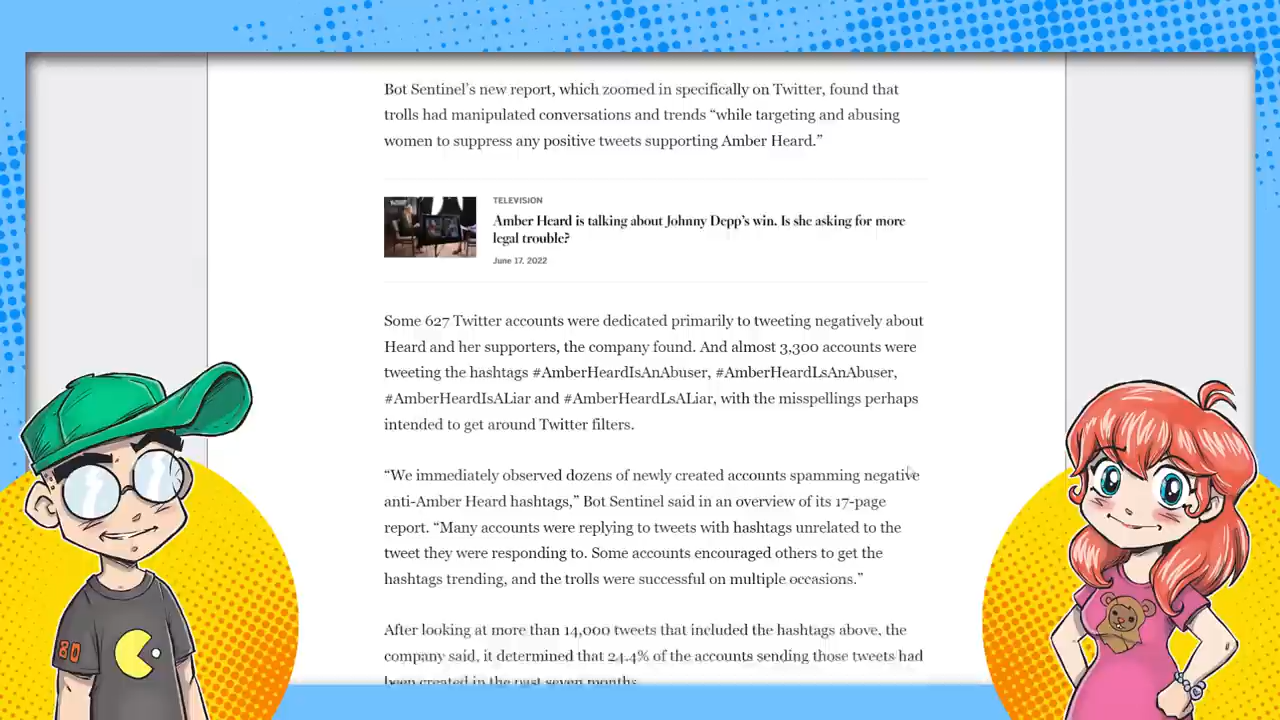 Bot Sentinel’s new report, which zoomed in specifically on Twitter, found that
trolls had manipulated conversations and trends “while targeting and abusing
women to suppress any positive tweets supporting Amber Heard.”
TELEVISION
Amber Heard is talking about Johnny Depp’s win. Is she asking for more
legal trouble?
June 17, 2022
Some 627 Twitter accounts were dedicated primarily to tweeting negatively about
Heard and her supporters, the company found. And almost 3,300 accounts were
tweeting the hashtags #AmberHeardIsAnAbuser, #AmberHeardLsAnAbuser,
#AmberHeardIsALiar and #AmberHeardLsALiar, with the misspellings perhaps
intended to get around Twitter filters.
“We immediately observed dozens of newly created accounts spamming negative
anti-Amber Heard hashtags,” Bot Sentinel said in an overview of its 17-page
report. “Many accounts were replying to tweets with hashtags unrelated to the
tweet they were responding to. Some accounts encouraged others to get the
hashtags trending, and the trolls were successful on multiple occasions.”
After looking at more than 14,000 tweets that included the hashtags above, the
company said, it determined that 24.4% of the accounts sending those tweets had
been created in the past seven months.
80